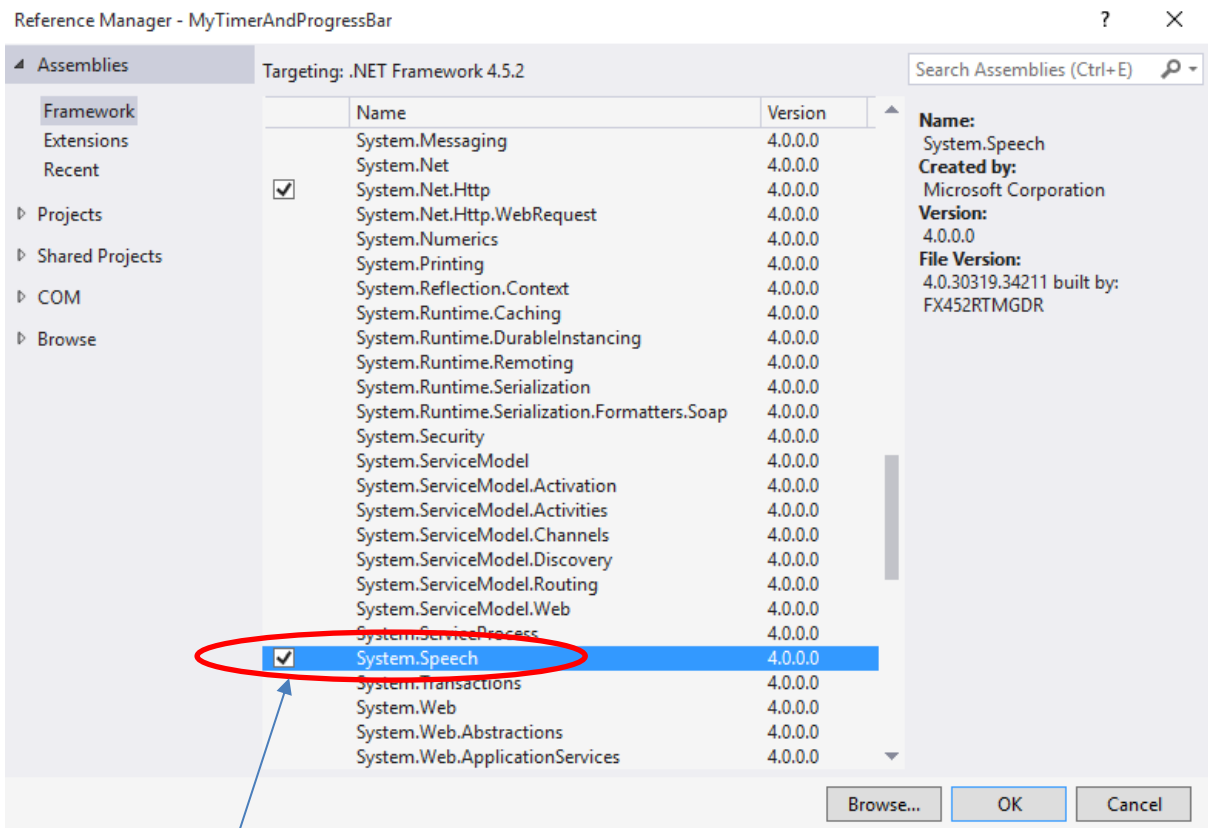 Reference Manager - MyTimerAndProgressBar
?
Assemblies
Framework
Extensions
Recent
Projects
Shared Projects
COM
Browse
Targeting: .NET Framework 4.5.2
Name Version
System.Messaging 4.0.0.0
System.Net 4.0.0.0
System.Net.Http 4.0.0.0
System.Net.Http.WebRequest 4.0.0.0
System.Numerics 4.0.0.0
System.Printing 4.0.0.0
System.Reflection.Context 4.0.0.0
System.Runtime.Caching 4.0.0.0
System.Runtime.DurableInstancing 4.0.0.0
System.Runtime.Remoting 4.0.0.0
System.Runtime.Serialization 4.0.0.0
System.Runtime.Serialization.Formatters.Soap 4.0.0.0
System.Security 4.0.0.0
System.ServiceModel 4.0.0.0
System.ServiceModel.Activation 4.0.0.0
System.ServiceModel.Activities 4.0.0.0
System.ServiceModel.Channels 4.0.0.0
System.ServiceModel.Discovery 4.0.0.0
System.ServiceModel.Routing 4.0.0.0
System.ServiceModel.Web 4.0.0.0
System.ServiceProcess 4.0.0.0
System.Speech 4.0.0.0
System.Transactions 4.0.0.0
System.Web 4.0.0.0
System.Web.Abstractions 4.0.0.0
System.Web.ApplicationServices 4.0.0.0
Search Assemblies (Ctrl+E)
Name:
System.Speech
Created by:
Microsoft Corporation
Version:
4.0.0.0
File Version:
4.0.30319.34211 built by:
FX452RTMGDR
Browse... OK Cancel